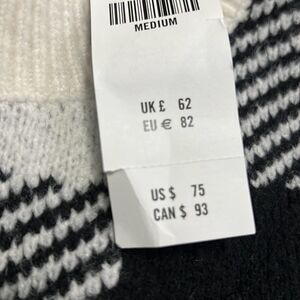 MEDIUM
UK £ 62
EU € 82
US $ 75
CAN $ 93